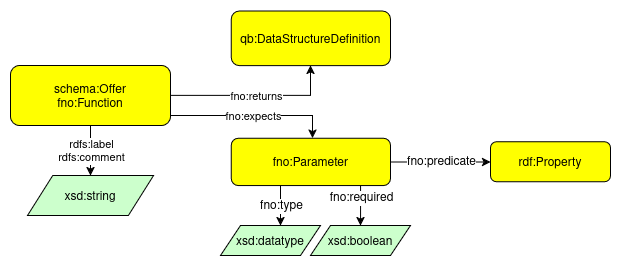 qb:DataStructureDefinition
schema:Offer
fno:Function
fno:returns
fno:expects
rdfs:label
rdfs:comment
fno:Parameter
fno:predicate
rdf:Property
xsd:string
fno:type
fno:required
xsd:datatype
xsd:boolean